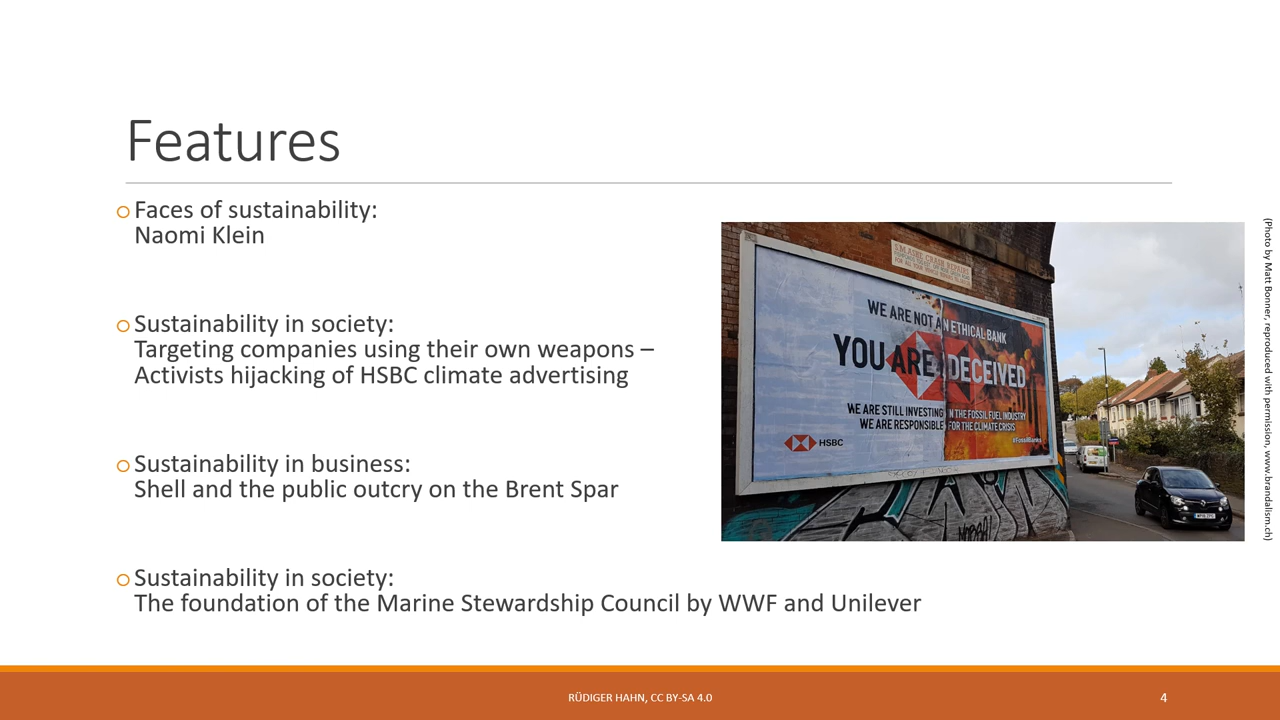 Features
Faces of sustainability:
Naomi Klein
Sustainability in society:
Targeting companies using their own weapons –
Activists hijacking of HSBC climate advertising
Sustainability in business:
Shell and the public outcry on the Brent Spar
Sustainability in society:
The foundation of the Marine Stewardship Council by WWF and Unilever
SMASHE CRASH REPAIRS
WE ARE NOT AN ETHICAL BANK
YOU ARE DECEIVED
WE ARE STILL INVESTING IN THE FOSSIL FUEL INDUSTRY
WE ARE RESPONSIBLE FOR THE CLIMATE CRISIS
HSBC
#FossilBanks
(Photo by Matt Bonner, reproduced with permission, www.brandalism.ch)
RÜDIGER HAHN, CC BY-SA 4.0
4